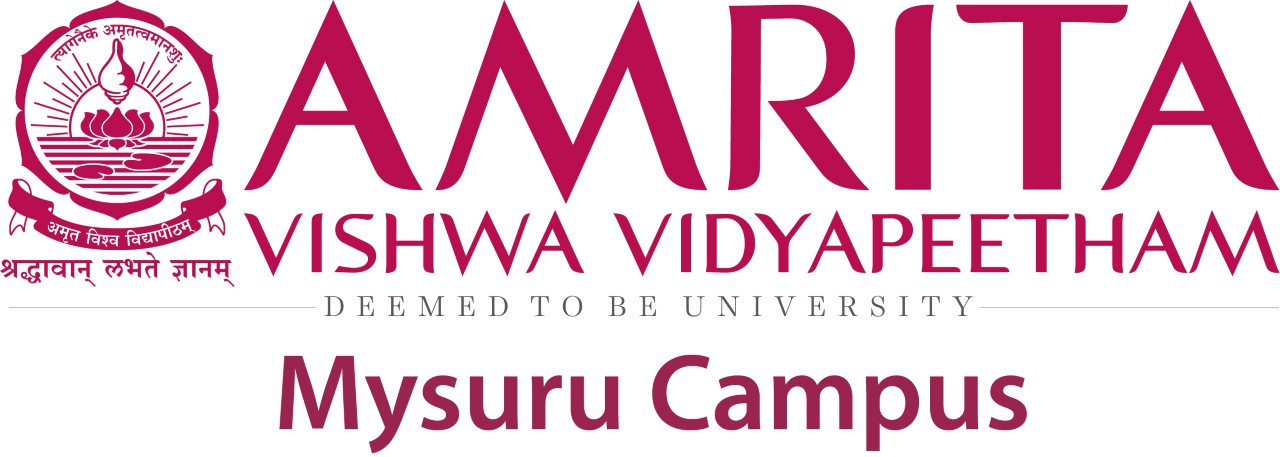 त्यागेनैके अमृतत्वमानशुः
अमृत विश्व विद्यापीठम्
श्रद्धावान् लभते ज्ञानम्
AMRITA
VISHWA VIDYAPEETHAM
DEEMED TO BE UNIVERSITY
Mysuru Campus